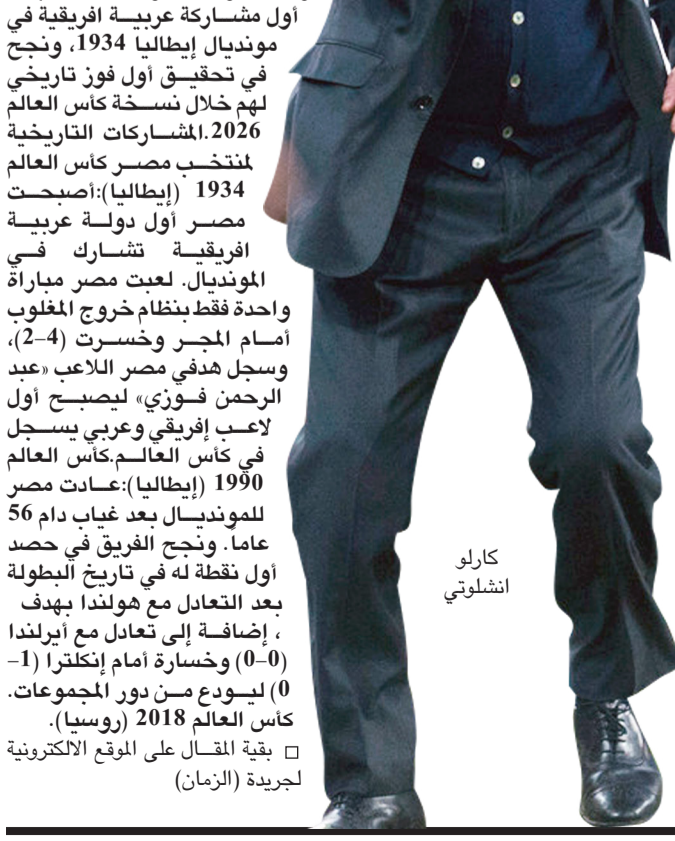 أول مشاركة عربية افريقية في
مونديال إيطاليا 1934، ونجح
في تحقيق أول فوز تاريخي
لهم خلال نسخة كأس العالم
2026.المشاركات التاريخية
لمنتخب مصر كأس العالم
1934 (إيطاليا):أصبحت
مصر أول دولة عربية
افريقية تشارك في
المونديال. لعبت مصر مباراة
واحدة فقط بنظام خروج المغلوب
أمام المجر وخسرت (4-2)،
وسجل هدفي مصر اللاعب «عبد
الرحمن فوزي» ليصبح أول
لاعب إفريقي وعربي يسجل
في كأس العالم.كأس العالم
1990 (إيطاليا):عادت مصر
للمونديال بعد غياب دام 56
عاماً. ونجح الفريق في حصد
أول نقطة له في تاريخ البطولة
بعد التعادل مع هولندا بهدف
، إضافة إلى تعادل مع أيرلندا
(0-0) وخسارة أمام إنكلترا (1-
0) ليودع من دور المجموعات.
كأس العالم 2018 (روسيا).
□ بقية المقال على الموقع الالكترونية
لجريدة (الزمان)
كارلو
انشلوتي